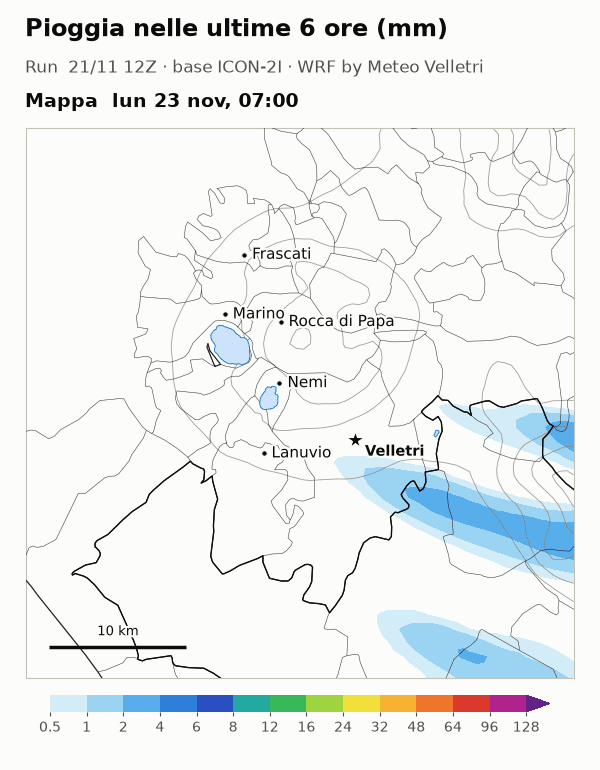 Pioggia nelle ultime 6 ore (mm)
Run  21/11 12Z · base ICON-2I · WRF by Meteo Velletri
Mappa  lun 23 nov, 07:00
Frascati
Marino
Rocca di Papa
Nemi
Velletri
Lanuvio
10 km
0.5 1 2 4 6 8 12 16 24 32 48 64 96 128